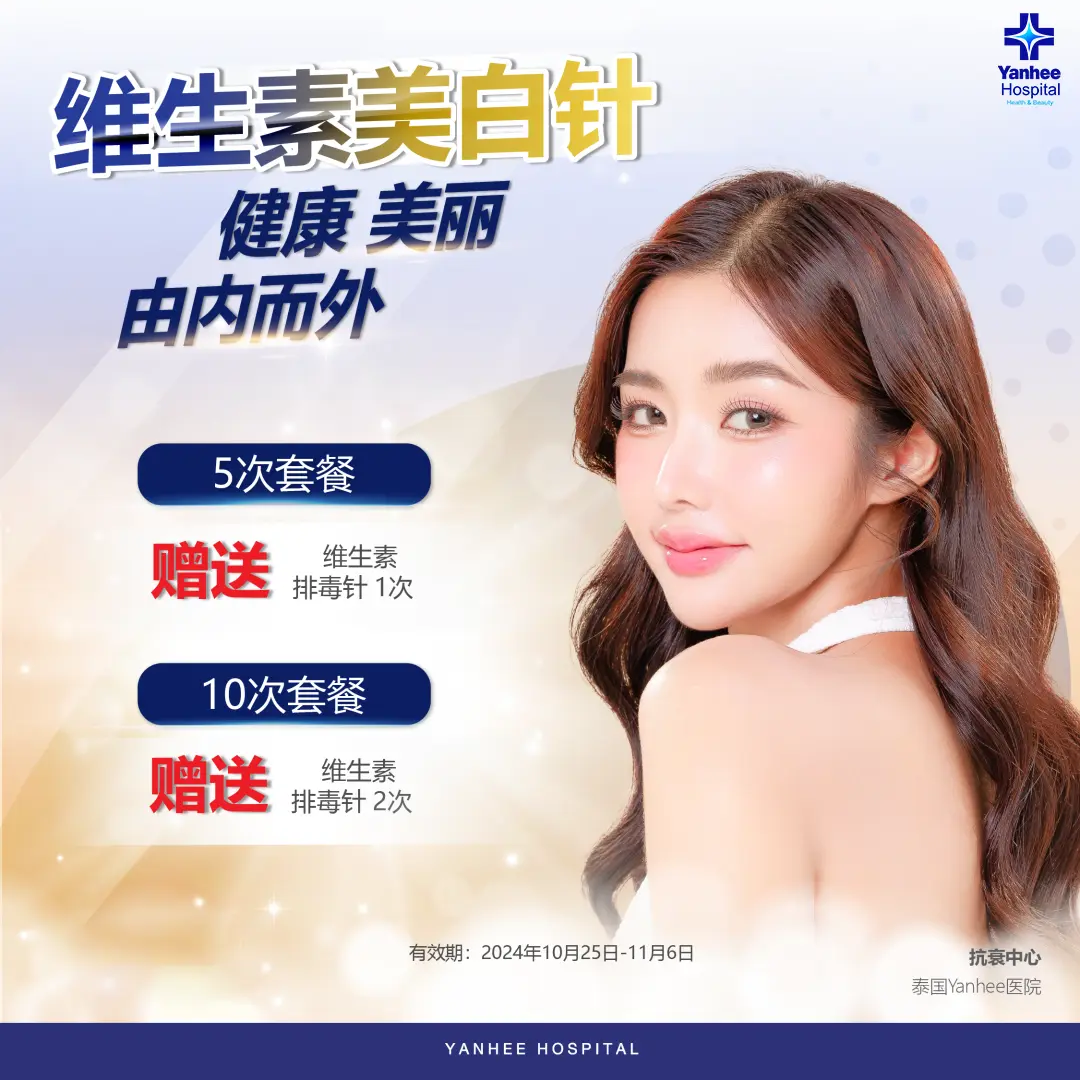 维生素美白针
健康 美丽
由内而外
Yanhee
Hospital
Health & Beauty
5次套餐
赠送
维生素
排毒针 1次
10次套餐
赠送
维生素
排毒针 2次
有效期：2024年10月25日-11月6日
抗衰中心
泰国Yanhee医院
YANHEE HOSPITAL